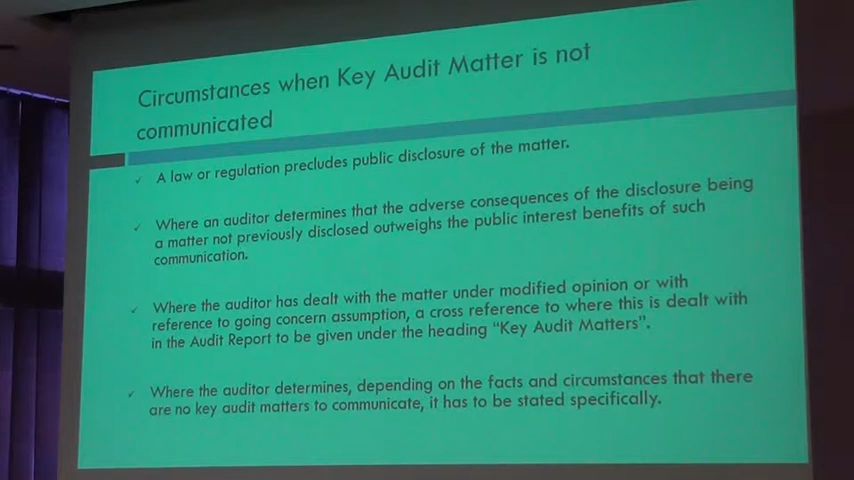 Circumstances when Key Audit Matter is not
communicated
✓ A law or regulation precludes public disclosure of the matter.
✓ Where an auditor determines that the adverse consequences of the disclosure being
a matter not previously disclosed outweighs the public interest benefits of such
communication.
✓ Where the auditor has dealt with the matter under modified opinion or with
reference to going concern assumption, a cross reference to where this is dealt with
in the Audit Report to be given under the heading “Key Audit Matters”.
✓ Where the auditor determines, depending on the facts and circumstances that there
are no key audit matters to communicate, it has to be stated specifically.